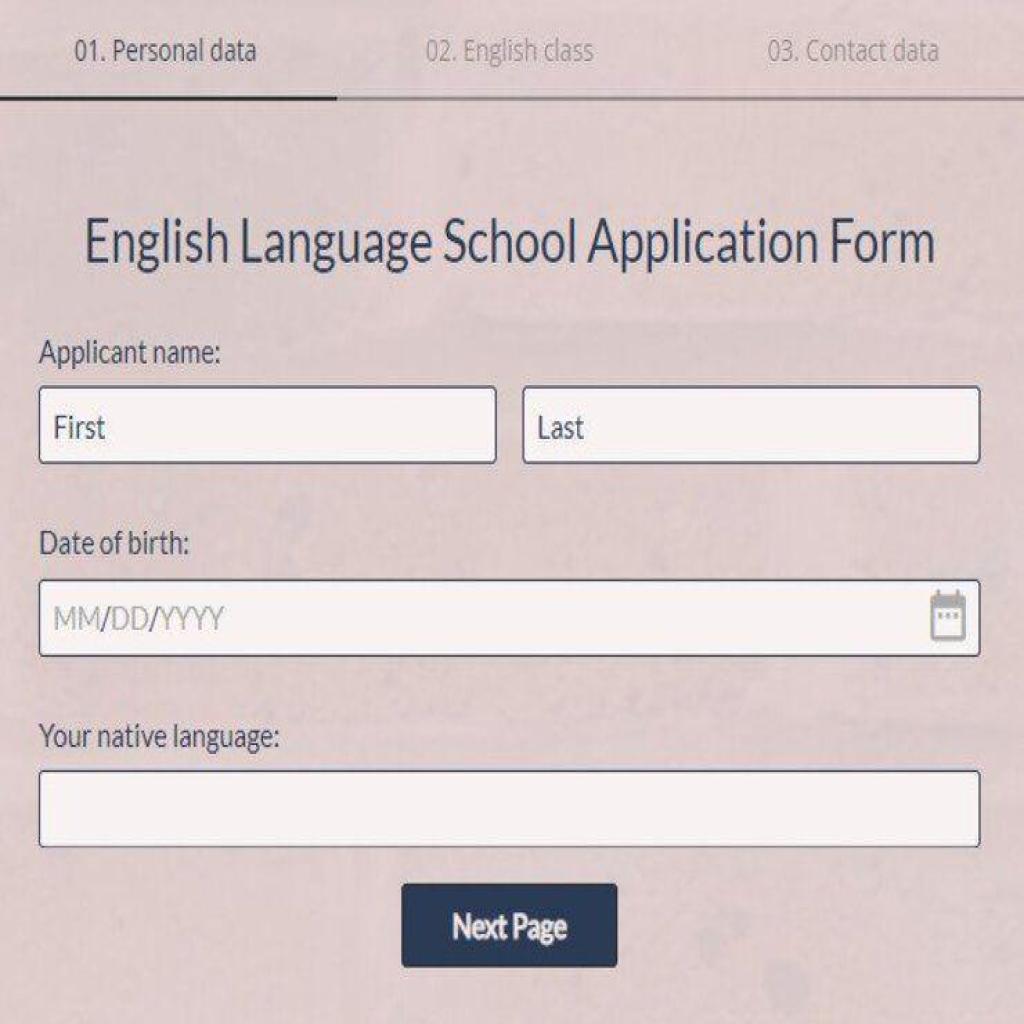 01. Personal data 02. English class 03. Contact data
English Language School Application Form
Applicant name:
First Last
Date of birth:
MM/DD/YYYY
Your native language:
Next Page